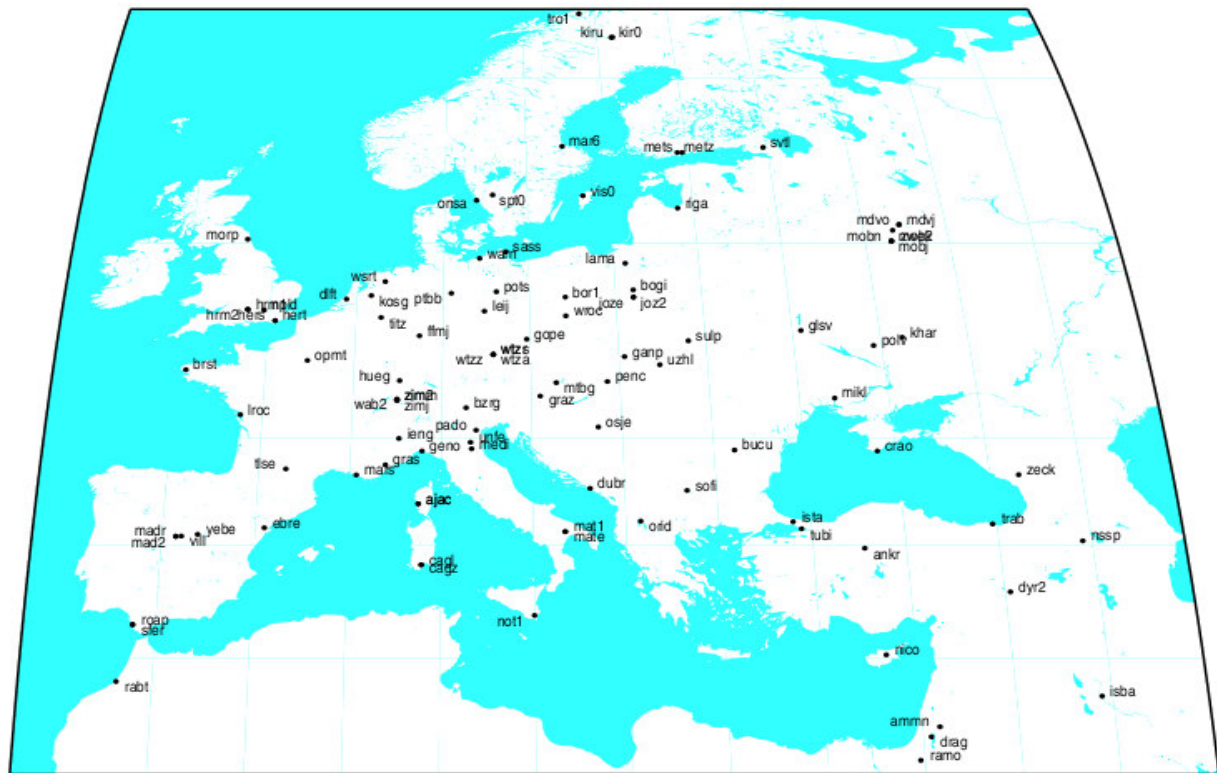 tro1
kiru kir0
mar6
mets metz
svtl
vis0
onsa spt0
riga
mdvo mdvj
mobn
mobj
morp
sass
warn
lama
wsrt
dlft kosg
ptbb
pots
bor1
bogi
joze joz2
leij
wroc
hrm2 hers
hert
titz
ffmj
glsv
khar
polv
gope
sulp
opmt
wtzz wtza
ganp
uzhl
brst
hueg
mtbg
penc
wab2
zimj
graz
mikl
bzrg
lroc
osje
pado
unfe
medi
ieng
geno
bucu
crao
tlse
mars
gras
zeck
dubr
sofi
ajac
ebre
orid
ista
tubi
trab
madr
mad2
vill
yebe
mat1
mate
nssp
ankr
cagl
cagz
dyr2
not1
roap
sfer
nico
rabt
isba
ammn
drag
ramo